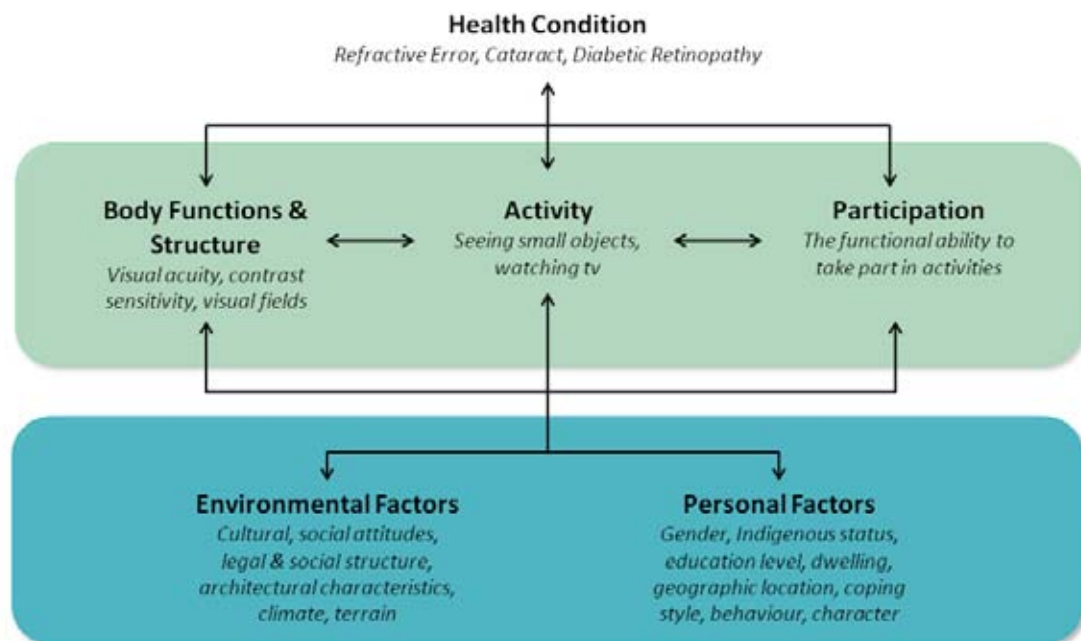 Health Condition
Refractive Error, Cataract, Diabetic Retinopathy
Body Functions &
Structure
Visual acuity, contrast
sensitivity, visual fields
Activity
Seeing small objects,
watching tv
Participation
The functional ability to
take part in activities
Environmental Factors
Cultural, social attitudes,
legal & social structure,
architectural characteristics,
climate, terrain
Personal Factors
Gender, Indigenous status,
education level, dwelling,
geographic location, coping
style, behaviour, character